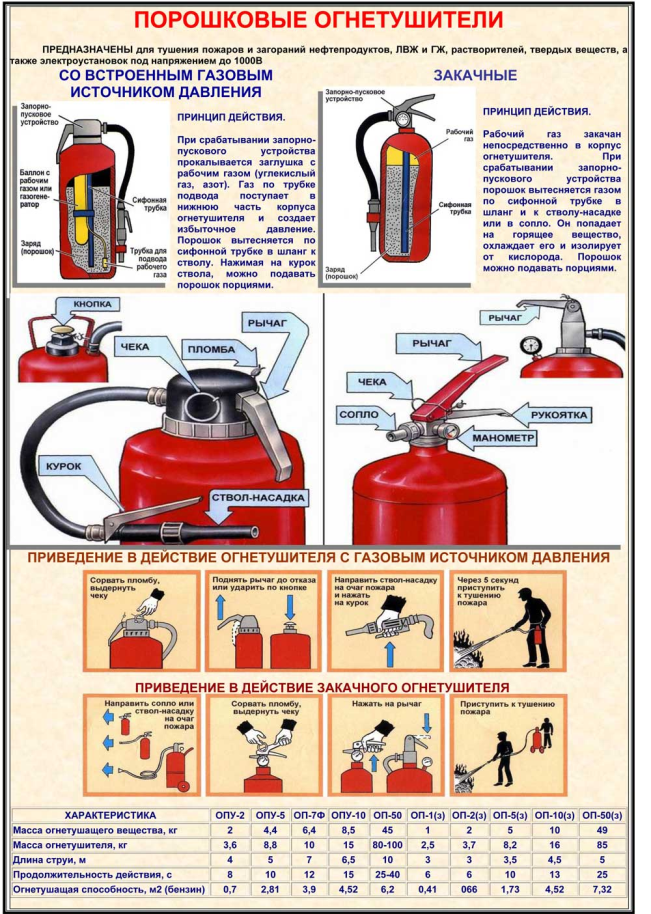 ПОРОШКОВЫЕ ОГНЕТУШИТЕЛИ
ПРЕДНАЗНАЧЕНЫ для тушения пожаров и загораний нефтепродуктов, ЛВЖ и ГЖ, растворителей, твердых веществ, а
также электроустановок под напряжением до 1000В
СО ВСТРОЕННЫМ ГАЗОВЫМ
ИСТОЧНИКОМ ДАВЛЕНИЯ
Запорно-
пусковое
устройство
Баллон с
рабочим
газом или
газогене-
ратор
Заряд
(порошок)
Сифонная
трубка
Трубка для
подвода
рабочего
газа
ПРИНЦИП ДЕЙСТВИЯ.
При срабатывании запорно-
пускового устройства
прокалывается заглушка с
рабочим газом (углекислый
газ, азот). Газ по трубке
подвода поступает в
нижнюю часть корпуса
огнетушителя и создает
избыточное давление.
Порошок вытесняется по
сифонной трубке в шланг к
стволу. Нажимая на курок
ствола, можно подавать
порошок порциями.
ЗАКАЧНЫЕ
Запорно-пусковое
устройство
Рабочий
газ
Сифонная
трубка
Заряд
(порошок)
ПРИНЦИП ДЕЙСТВИЯ.
Рабочий газ закачан
непосредственно в корпус
огнетушителя. При
срабатывании запорно-
пускового устройства
порошок вытесняется газом
по сифонной трубке в
шланг и к стволу-насадке
или в сопло. Он попадает
на горящее вещество,
охлаждает его и изолирует
от кислорода. Порошок
можно подавать порциями.
КНОПКА
ЧЕКА
ПЛОМБА
РЫЧАГ
КУРОК
СТВОЛ-НАСАДКА
РЫЧАГ
РЫЧАГ
ЧЕКА
СОПЛО
РУКОЯТКА
МАНОМЕТР
ПРИВЕДЕНИЕ В ДЕЙСТВИЕ ОГНЕТУШИТЕЛЯ С ГАЗОВЫМ ИСТОЧНИКОМ ДАВЛЕНИЯ
Сорвать пломбу,
выдернуть
чеку
Поднять рычаг до отказа
или ударить по кнопке
Направить ствол-насадку
на очаг пожара
и нажать
на курок
Через 5 секунд
приступить
к тушению
пожара
ПРИВЕДЕНИЕ В ДЕЙСТВИЕ ЗАКАЧНОГО ОГНЕТУШИТЕЛЯ
Направить сопло или
ствол-насадку
на очаг
пожара
Сорвать пломбу,
выдернуть чеку
Нажать на рычаг
Приступить к тушению
пожара
ХАРАКТЕРИСТИКА ОПУ-2 ОПУ-5 ОП-7Ф ОПУ-10 ОП-50 ОП-1(з) ОП-2(з) ОП-5(з) ОП-10(з) ОП-50(з)
Масса огнетушащего вещества, кг 2 4,4 6,4 8,5 45 1 2 5 10 49
Масса огнетушителя, кг 3,6 8,8 10 15 80-100 2,5 3,7 8,2 16 85
Длина струи, м 4 5 7 6,5 10 3 3 3,5 4,5 5
Продолжительность действия, с 8 10 12 15 25-40 6 6 10 13 25
Огнетушащая способность, м2 (бензин) 0,7 2,81 3,9 4,52 6,2 0,41 066 1,73 4,52 7,32